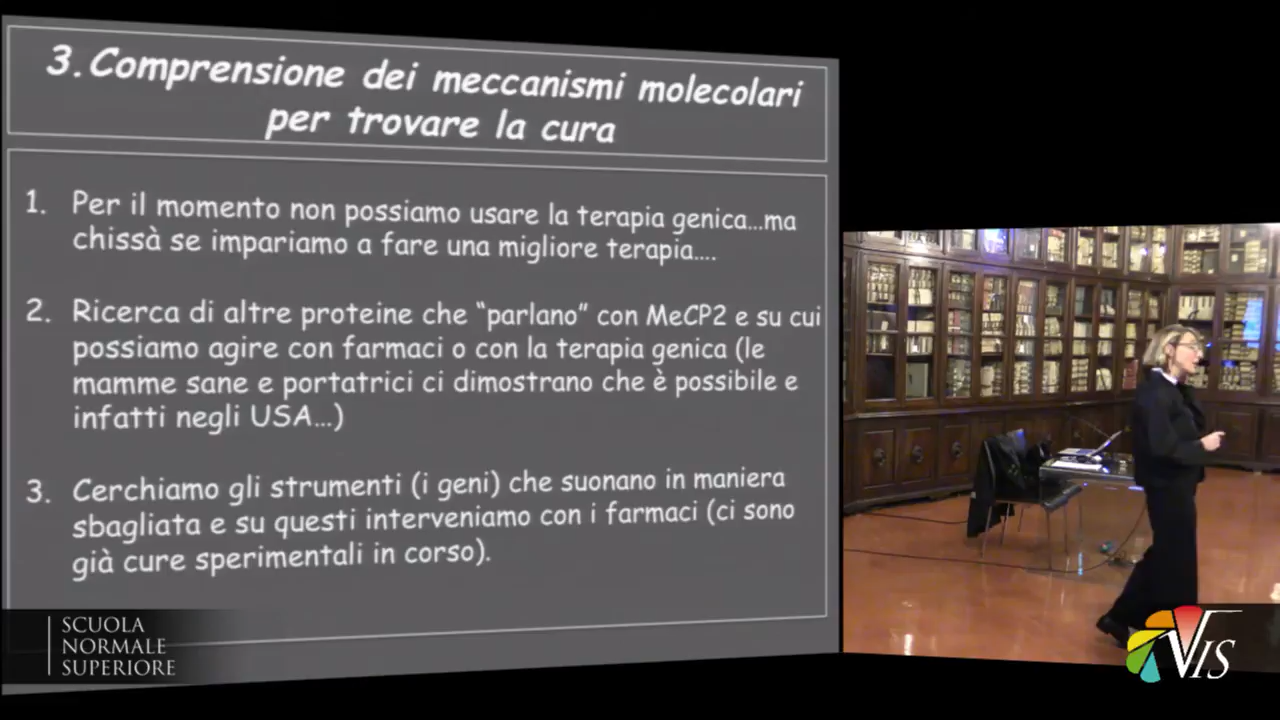 3. Comprensione dei meccanismi molecolari
per trovare la cura
1. Per il momento non possiamo usare la terapia genica...ma
chissà se impariamo a fare una migliore terapia....
2. Ricerca di altre proteine che “parlano” con MeCP2 e su cui
possiamo agire con farmaci o con la terapia genica (le
mamme sane e portatrici ci dimostrano che è possibile e
infatti negli USA...)
3. Cerchiamo gli strumenti (i geni) che suonano in maniera
sbagliata e su questi interveniamo con i farmaci (ci sono
già cure sperimentali in corso).
SCUOLA
NORMALE
SUPERIORE
VIS